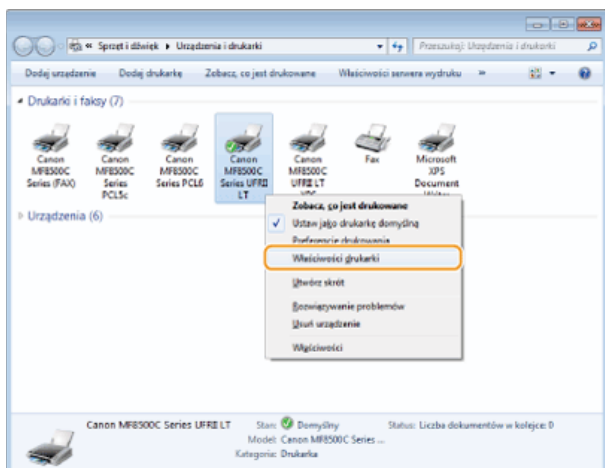 « Sprzęt i dźwięk ▸ Urządzenia i drukarki
Przeszukaj: Urządzenia i drukarki
Dodaj urządzenie Dodaj drukarkę Zobacz, co jest drukowane Właściwości serwera wydruku »
Drukarki i faksy (7)
Canon MF8500C Series (FAX)
Canon MF8500C Series PCL5c
Canon MF8500C Series PCL6
Canon MF8500C Series UFRII LT
Canon MF8500C UFRII LT XPS
Fax
Microsoft XPS Document Writer
Urządzenia (6)
Zobacz, co jest drukowane
Ustaw jako drukarkę domyślną
Preferencje drukowania
Właściwości drukarki
Utwórz skrót
Rozwiązywanie problemów
Usuń urządzenie
Właściwości
Canon MF8500C Series UFRII LT Stan: Domyślny Status: Liczba dokumentów w kolejce: 0
Model: Canon MF8500C Series ...
Kategoria: Drukarka